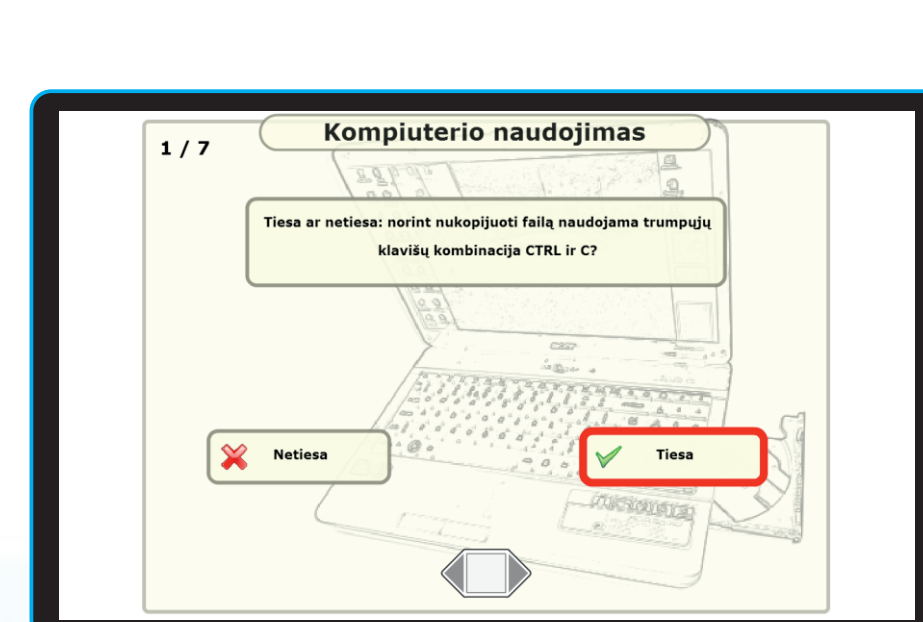 Kompiuterio naudojimas
1 / 7
Tiesa ar netiesa: norint nukopijuoti failą naudojama trumpųjų
klavišų kombinacija CTRL ir C?
Netiesa
Tiesa